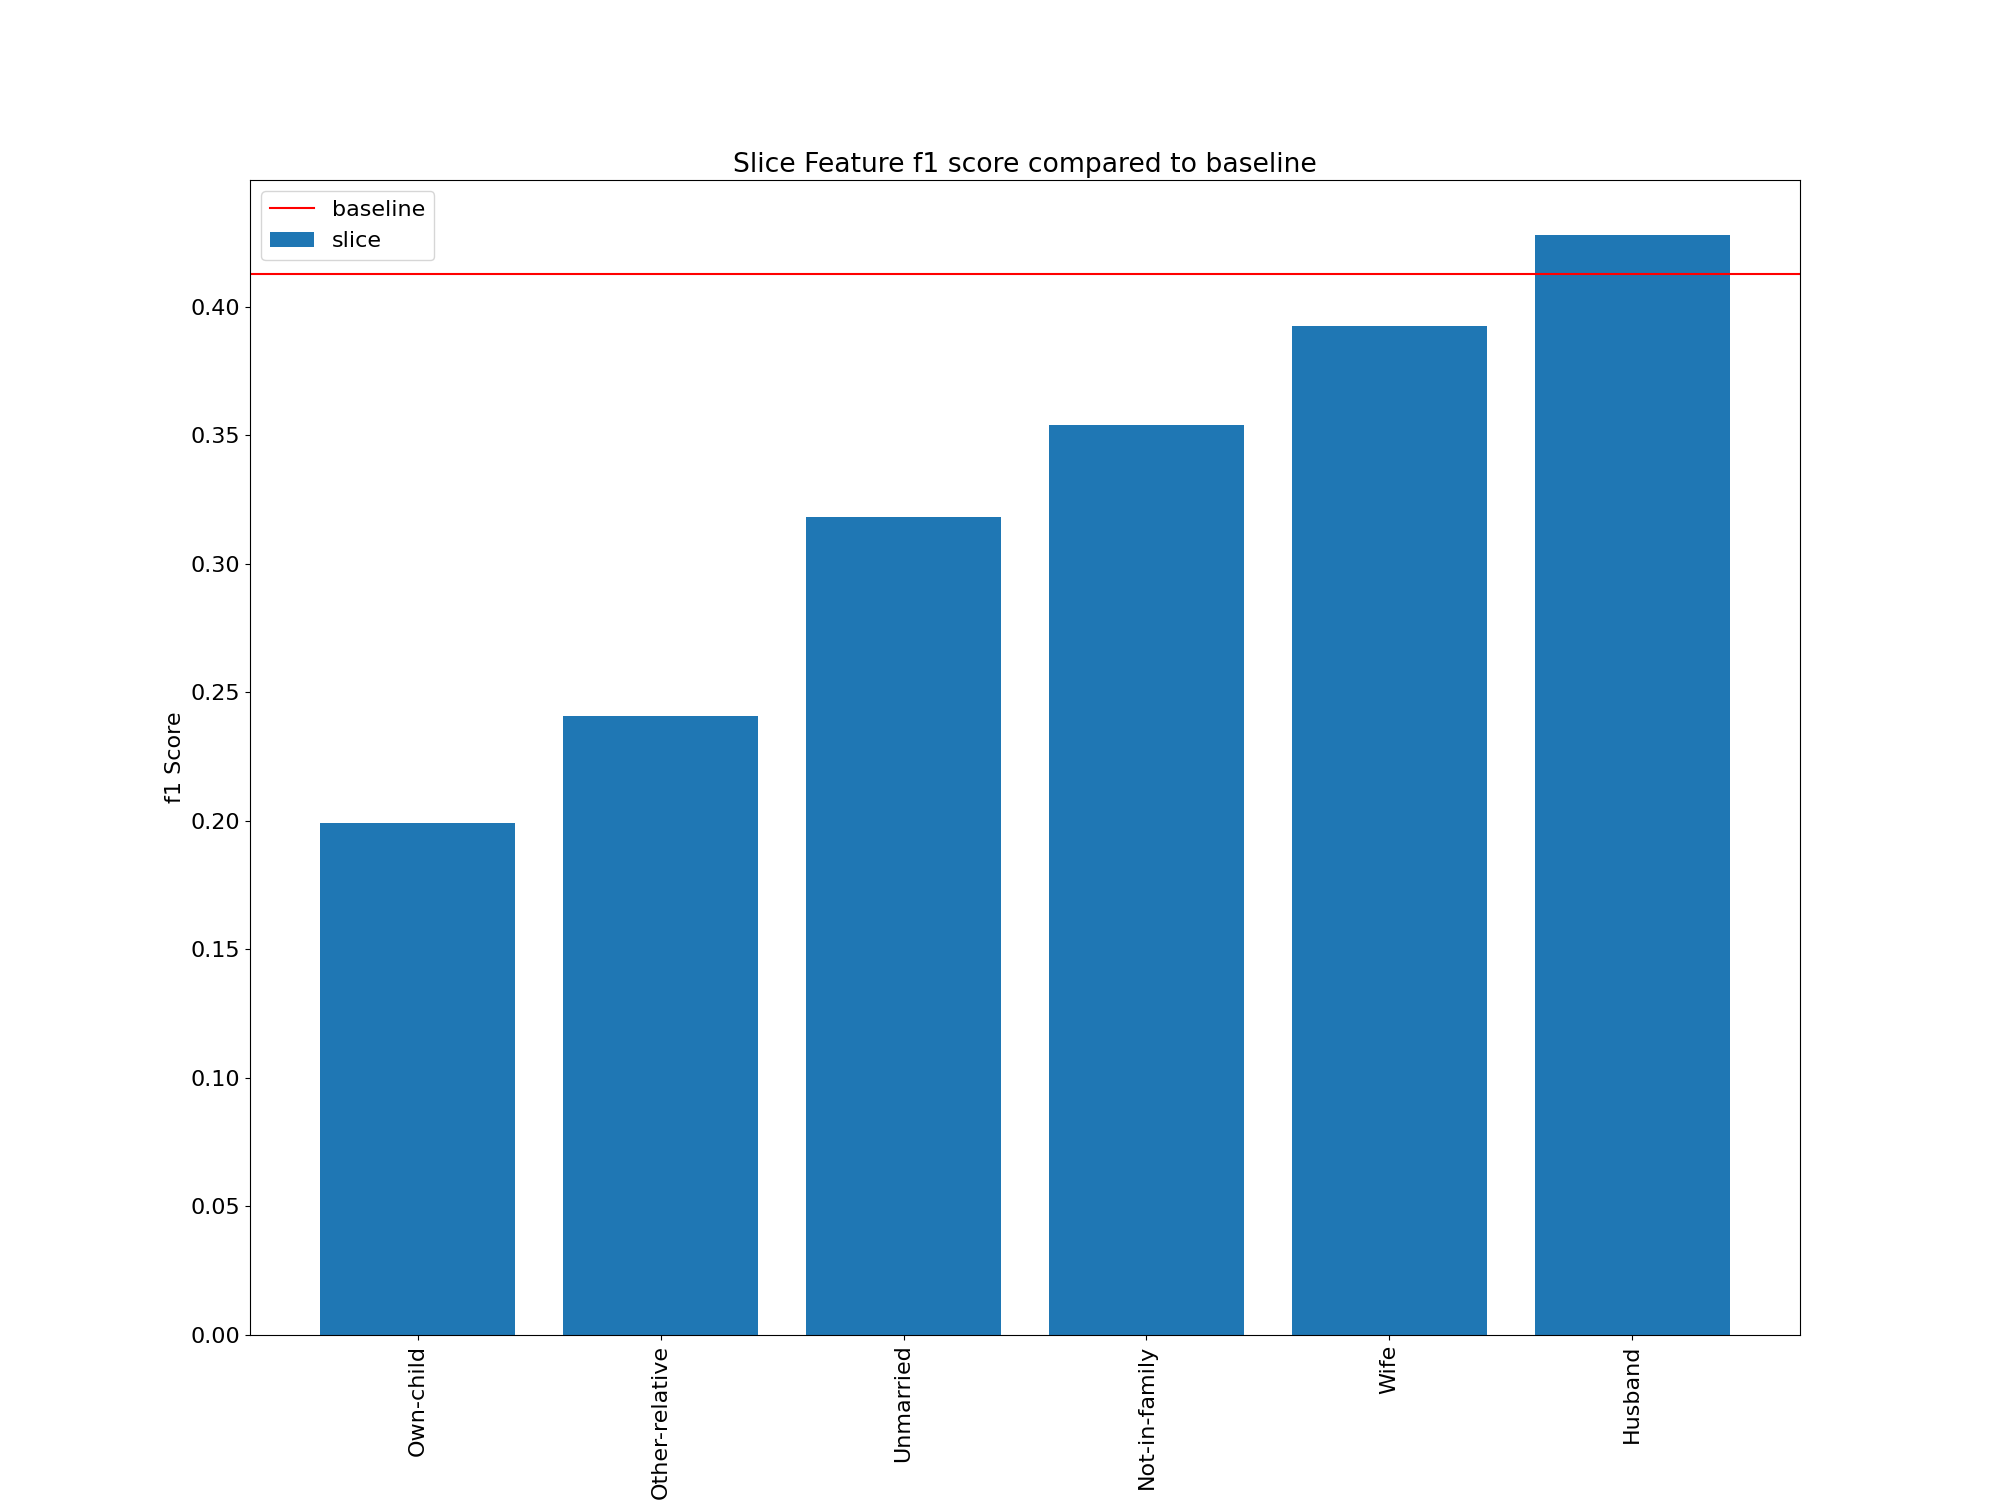 Slice Feature f1 score compared to baseline
baseline
slice
0.40
0.35
0.30
0.25
0.20
0.15
0.10
0.05
0.00
f1 Score
Own-child
Other-relative
Unmarried
Not-in-family
Wife
Husband